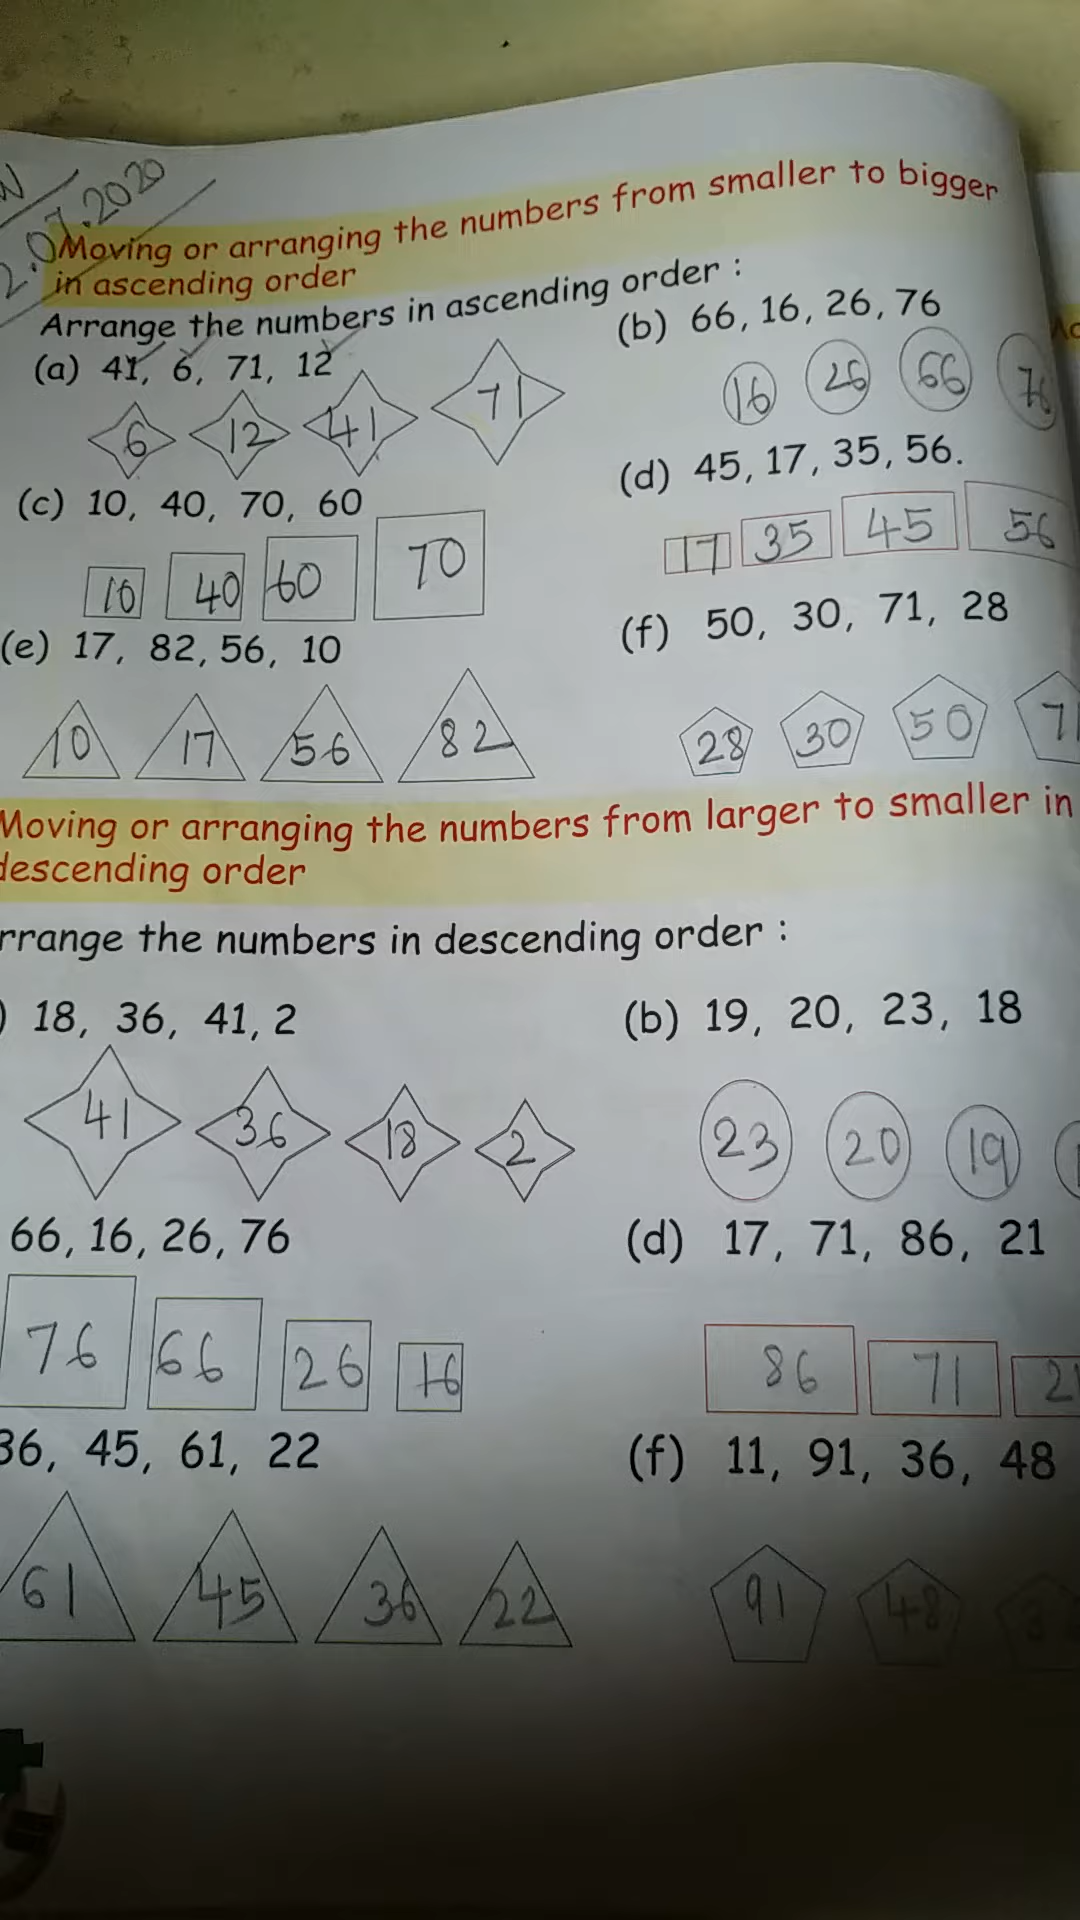 2.07.2020
Moving or arranging the numbers from smaller to bigger
in ascending order
Arrange the numbers in ascending order :
(a) 41, 6, 71, 12
(b) 66, 16, 26, 76
6 12 41 71
16 26 66 76
(c) 10, 40, 70, 60
(d) 45, 17, 35, 56.
10 40 60 70
17 35 45 56
(e) 17, 82, 56, 10
(f) 50, 30, 71, 28
10 17 56 82
28 30 50 71
Moving or arranging the numbers from larger to smaller in
descending order
rrange the numbers in descending order :
) 18, 36, 41, 2
(b) 19, 20, 23, 18
41 36 18 2
23 20 19
66, 16, 26, 76
(d) 17, 71, 86, 21
76 66 26 16
86 71 21
36, 45, 61, 22
(f) 11, 91, 36, 48
61 45 36 22
91 48